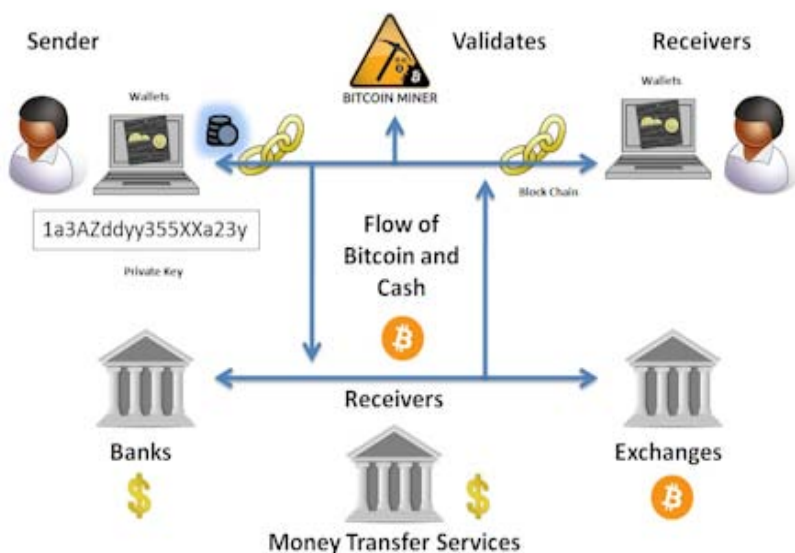 Sender
Validates
Receivers
Wallets
BITCOIN MINER
Wallets
Block Chain
1a3AZddyy355XXa23y
Private Key
Flow of
Bitcoin and
Cash
Receivers
Banks
Exchanges
Money Transfer Services